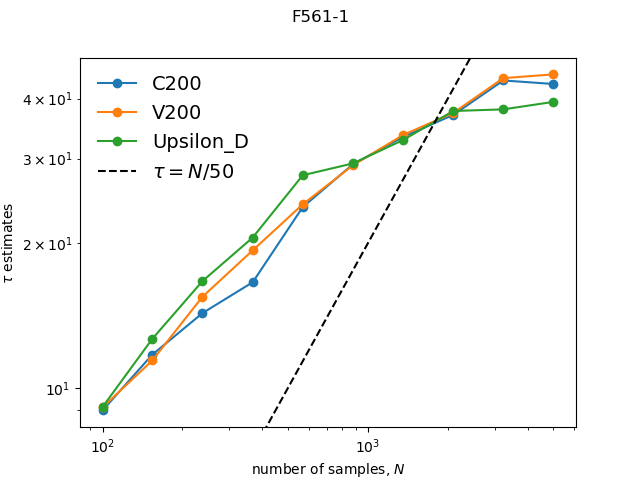 F561-1
C200
V200
Upsilon_D
τ = N/50
4 × 10¹
3 × 10¹
2 × 10¹
10¹
τ estimates
10²
10³
number of samples, N